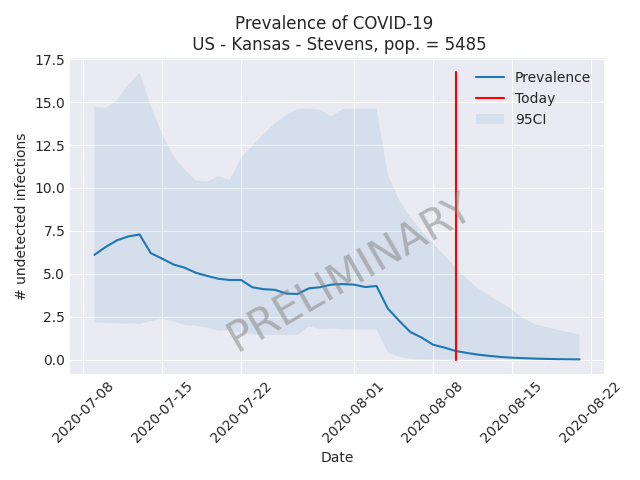 Prevalence of COVID-19
US - Kansas - Stevens, pop. = 5485
17.5
15.0
12.5
10.0
7.5
5.0
2.5
0.0
# undetected infections
Prevalence
Today
95CI
PRELIMINARY
2020-07-08
2020-07-15
2020-07-22
2020-08-01
2020-08-08
2020-08-15
2020-08-22
Date